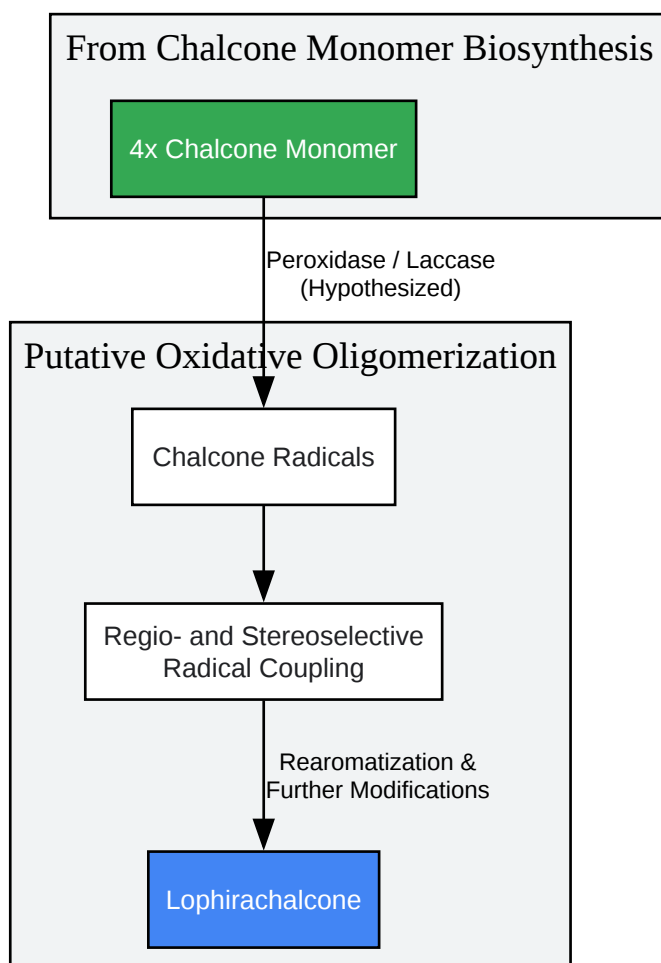 From Chalcone Monomer Biosynthesis
4x Chalcone Monomer
Peroxidase / Laccase
(Hypothesized)
Putative Oxidative Oligomerization
Chalcone Radicals
Regio- and Stereoselective
Radical Coupling
Rearomatization &
Further Modifications
Lophirachalcone